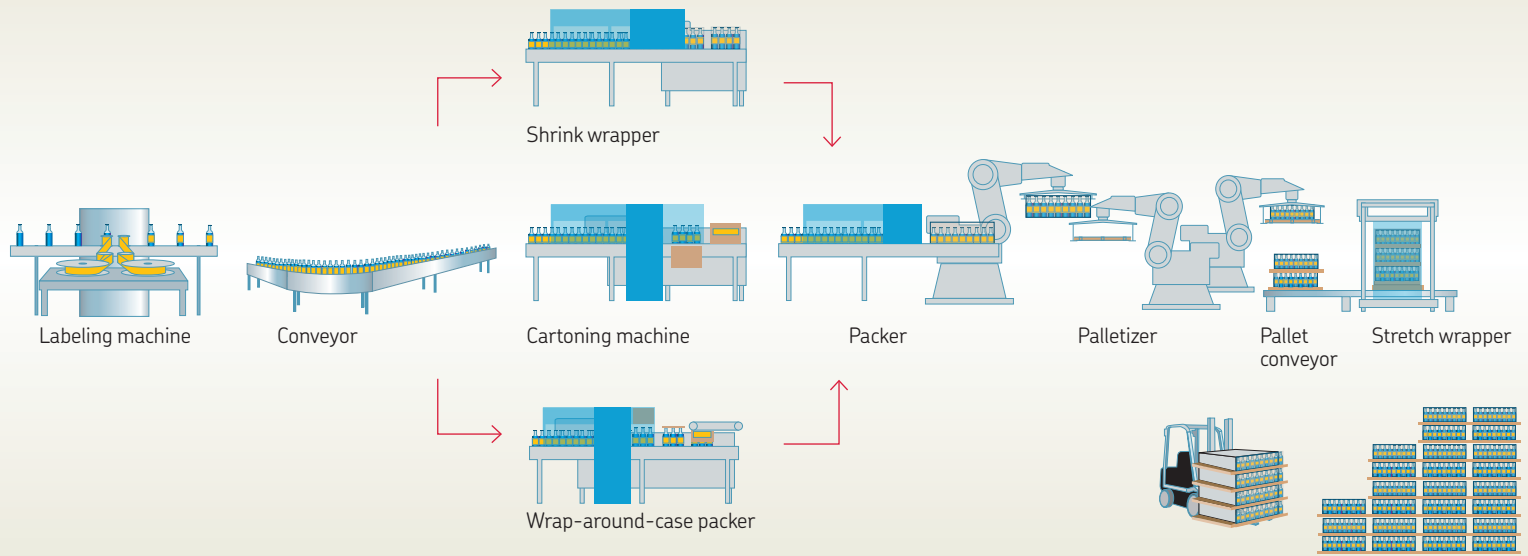 Shrink wrapper
Labeling machine
Conveyor
Cartoning machine
Packer
Palletizer
Pallet
conveyor
Stretch wrapper
Wrap-around-case packer